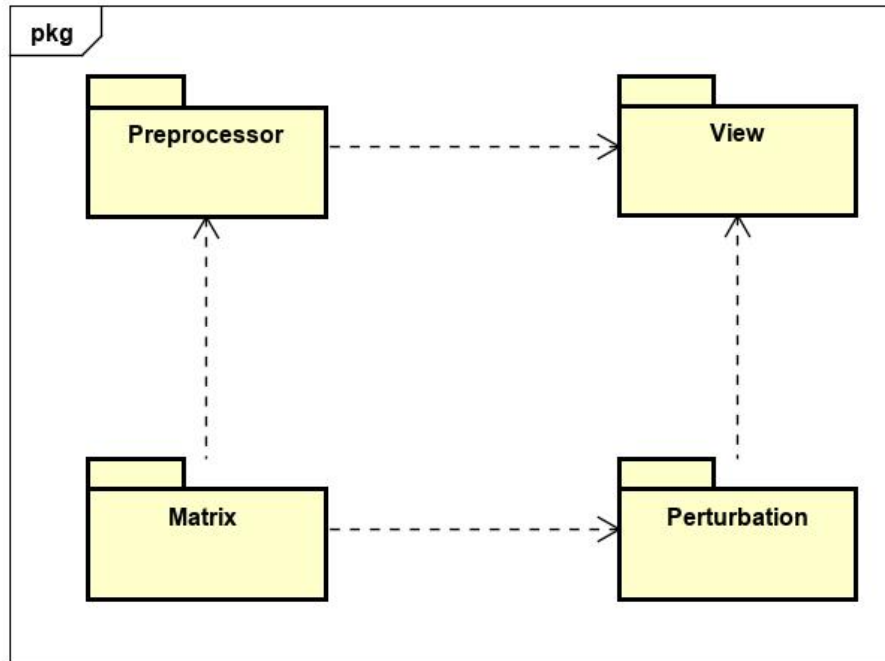 pkg
Preprocessor
View
Matrix
Perturbation